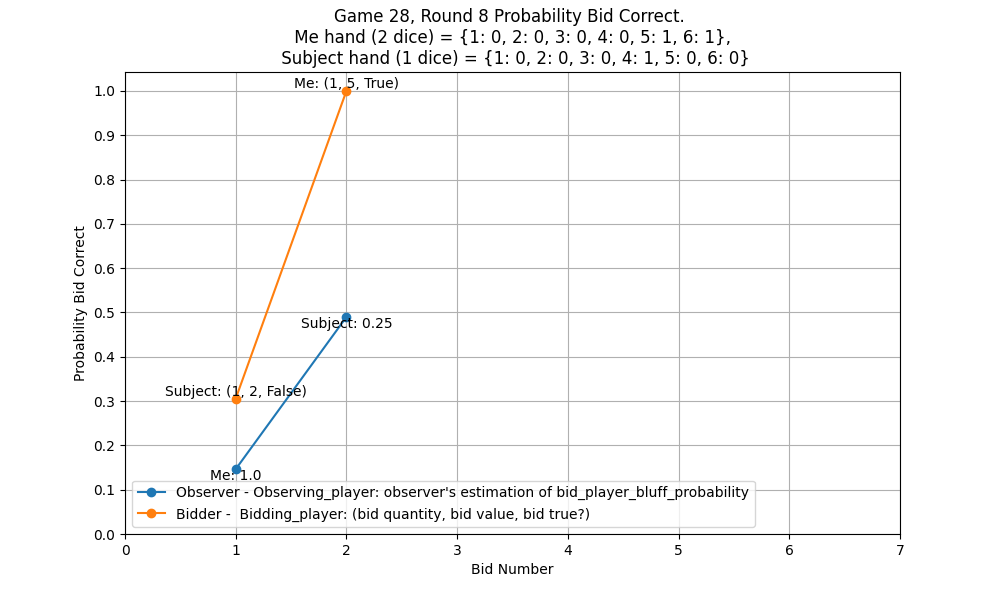 Game 28, Round 8 Probability Bid Correct.
Me hand (2 dice) = {1: 0, 2: 0, 3: 0, 4: 0, 5: 1, 6: 1},
Subject hand (1 dice) = {1: 0, 2: 0, 3: 0, 4: 1, 5: 0, 6: 0}
Me: (1, 5, True)
Subject: 0.25
Subject: (1, 2, False)
Me: 1.0
Probability Bid Correct
1.0
0.9
0.8
0.7
0.6
0.5
0.4
0.3
0.2
0.1
0.0
Observer - Observing_player: observer's estimation of bid_player_bluff_probability
Bidder -  Bidding_player: (bid quantity, bid value, bid true?)
0 1 2 3 4 5 6 7
Bid Number